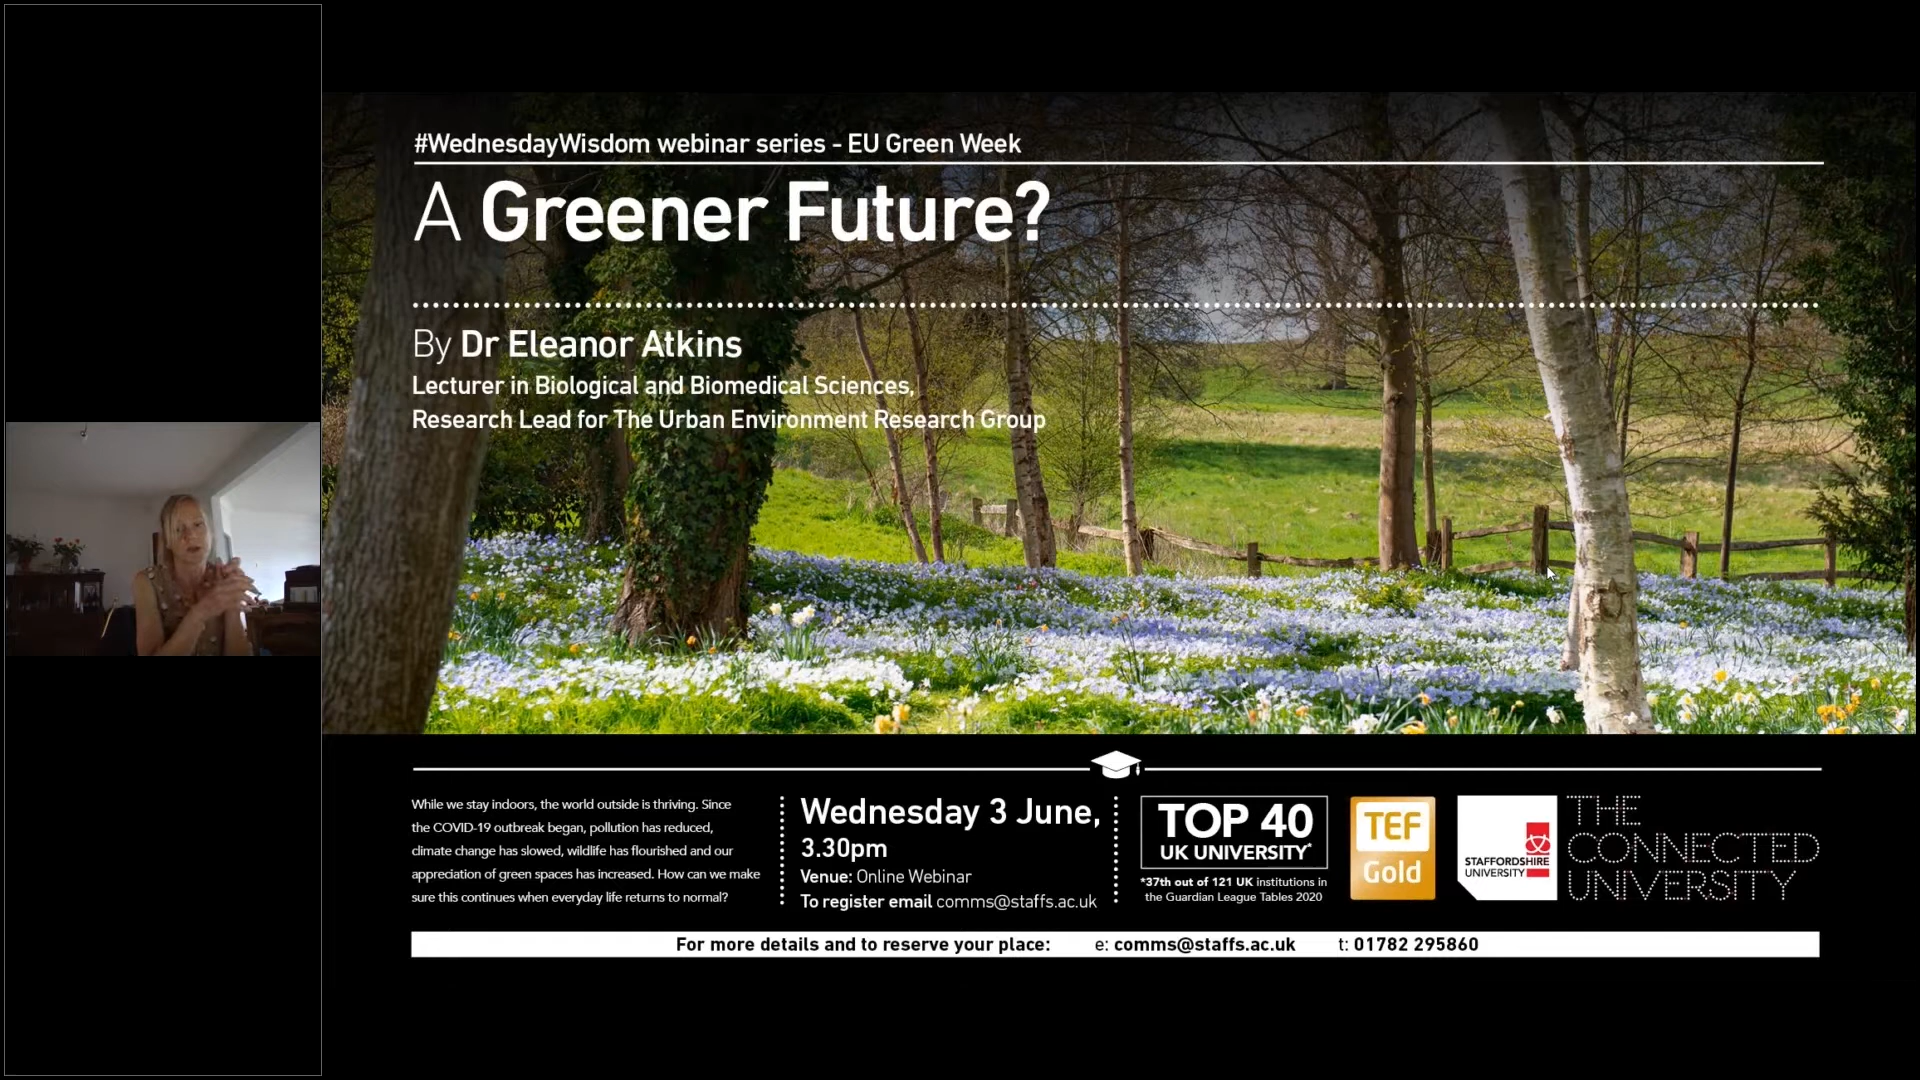 #WednesdayWisdom webinar series - EU Green Week
A Greener Future?
By Dr Eleanor Atkins
Lecturer in Biological and Biomedical Sciences,
Research Lead for The Urban Environment Research Group
While we stay indoors, the world outside is thriving. Since
the COVID-19 outbreak began, pollution has reduced,
climate change has slowed, wildlife has flourished and our
appreciation of green spaces has increased. How can we make
sure this continues when everyday life returns to normal?
Wednesday 3 June,
3.30pm
Venue: Online Webinar
To register email comms@staffs.ac.uk
TOP 40
UK UNIVERSITY*
*37th out of 121 UK institutions in
the Guardian League Tables 2020
TEF
Gold
STAFFORDSHIRE
UNIVERSITY
THE
CONNECTED
UNIVERSITY
For more details and to reserve your place: e: comms@staffs.ac.uk t: 01782 295860